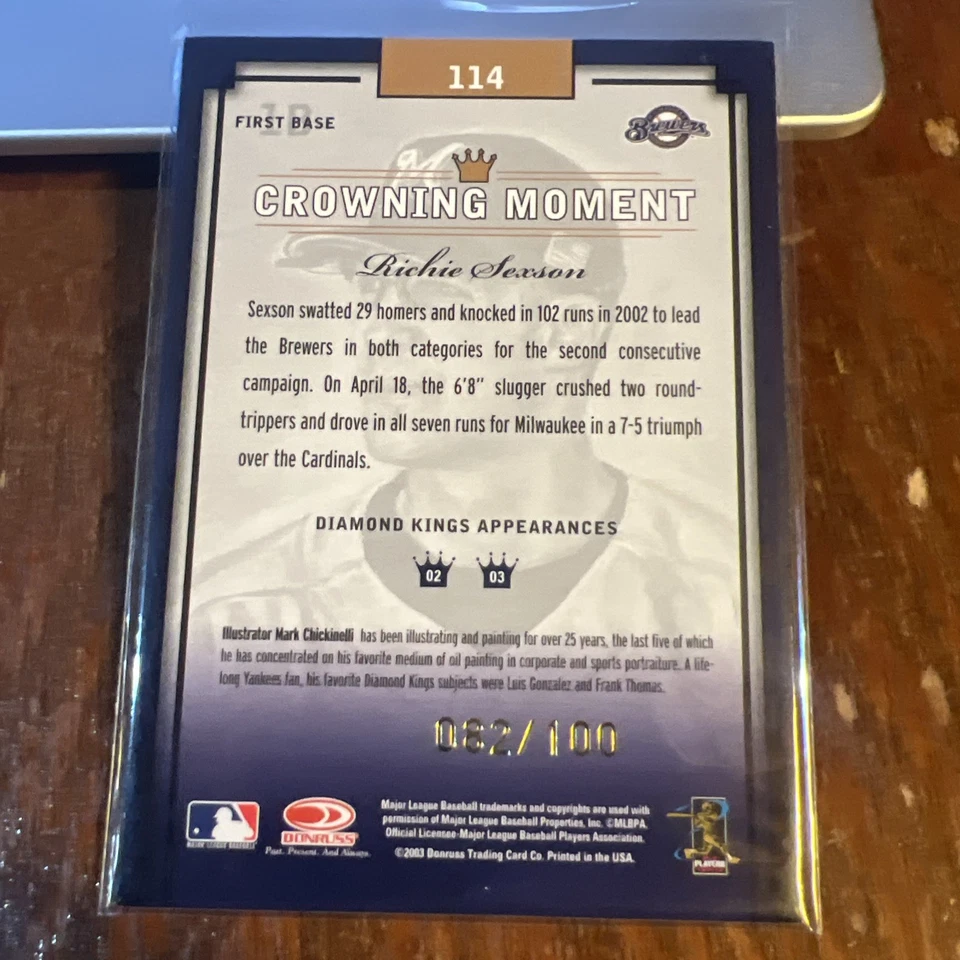 114
1B
FIRST BASE
Brewers
CROWNING MOMENT
Richie Sexson
Sexson swatted 29 homers and knocked in 102 runs in 2002 to lead
the Brewers in both categories for the second consecutive
campaign. On April 18, the 6'8" slugger crushed two round-
trippers and drove in all seven runs for Milwaukee in a 7-5 triumph
over the Cardinals.
DIAMOND KINGS APPEARANCES
02 03
Illustrator Mark Chickinelli has been illustrating and painting for over 25 years, the last five of which
he has concentrated on his favorite medium of oil painting in corporate and sports portraiture. A life-
long Yankees fan, his favorite Diamond Kings subjects were Luis Gonzalez and Frank Thomas.
082/100
MAJOR LEAGUE BASEBALL
DONRUSS
Past, Present, And Always.
Major League Baseball trademarks and copyrights are used with
permission of Major League Baseball Properties, Inc. ©MLBPA
Official Licensee-Major League Baseball Players Association.
©2003 Donruss Trading Card Co. Printed in the USA.
PLAYERS